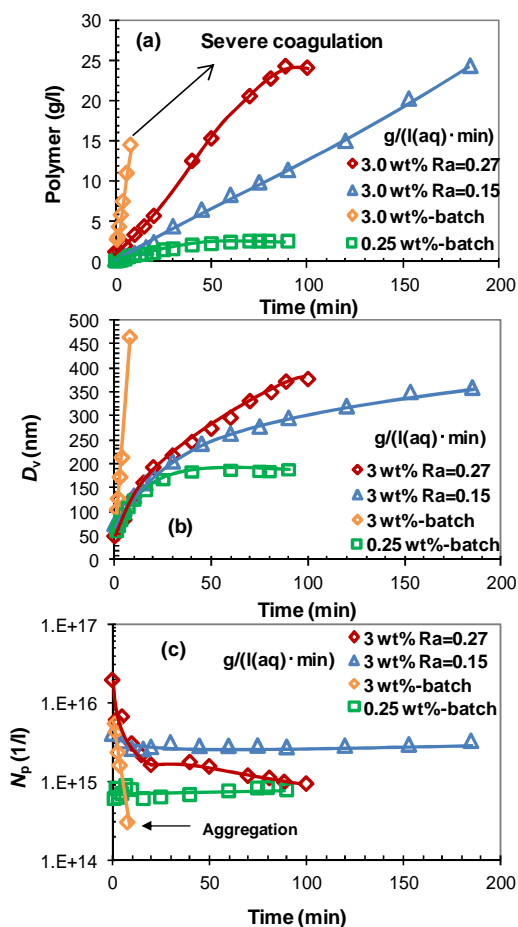 (a)
Severe coagulation
30
25
20
15
10
5
0
Polymer (g/l)
g/(l(aq)·min)
3.0 wt% Ra=0.27
3.0 wt% Ra=0.15
3.0 wt%-batch
0.25 wt%-batch
0 50 100 150 200
Time (min)
500
450
400
350
300
250
200
150
100
50
0
Dv (nm)
g/(l(aq)·min)
3 wt% Ra=0.27
3 wt% Ra=0.15
3 wt%-batch
0.25 wt%-batch
(b)
0 50 100 150 200
Time (min)
1.E+17
1.E+16
1.E+15
1.E+14
Np (1/l)
(c)
3 wt% Ra=0.27
g/(l(aq)·min)
3 wt% Ra=0.15
3 wt%-batch
0.25 wt%-batch
Aggregation
0 50 100 150 200
Time (min)